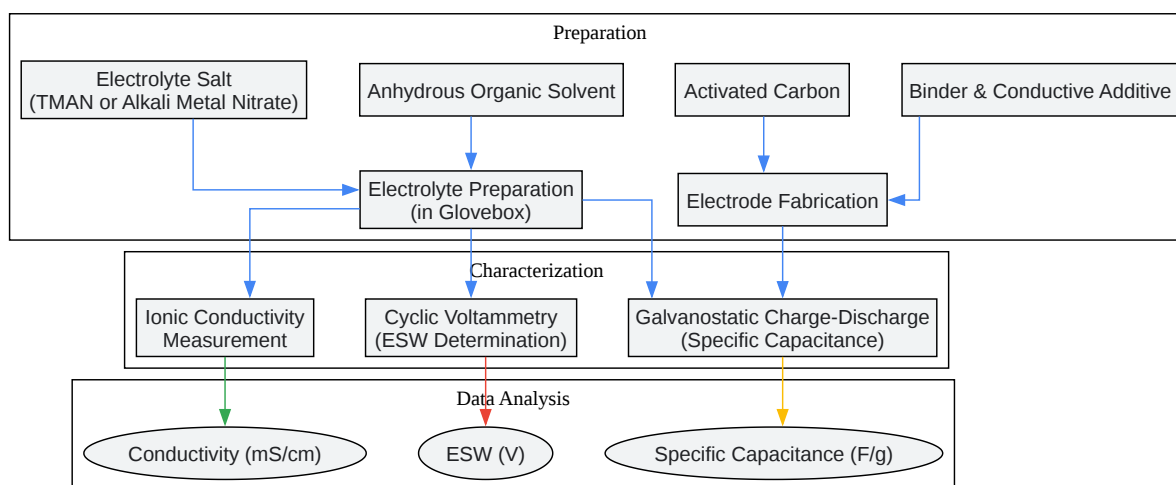 Preparation
Electrolyte Salt
(TMAN or Alkali Metal Nitrate)
Anhydrous Organic Solvent
Activated Carbon
Binder & Conductive Additive
Electrolyte Preparation
(in Glovebox)
Electrode Fabrication
Characterization
Ionic Conductivity
Measurement
Cyclic Voltammetry
(ESW Determination)
Galvanostatic Charge-Discharge
(Specific Capacitance)
Data Analysis
Conductivity (mS/cm)
ESW (V)
Specific Capacitance (F/g)